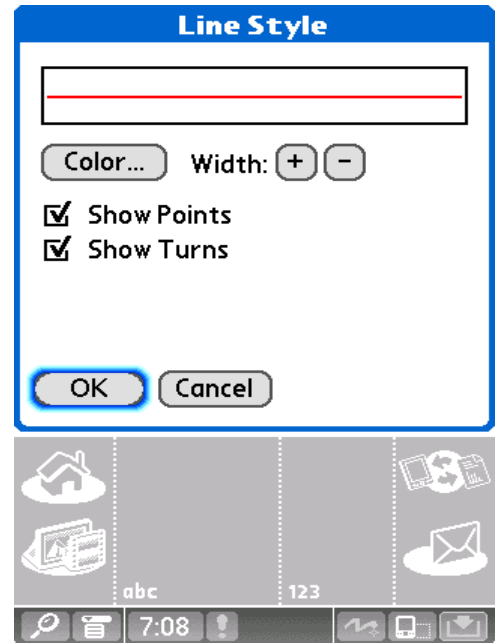 Line Style
Color... Width: + -
Show Points
Show Turns
OK Cancel
abc 123
7:08